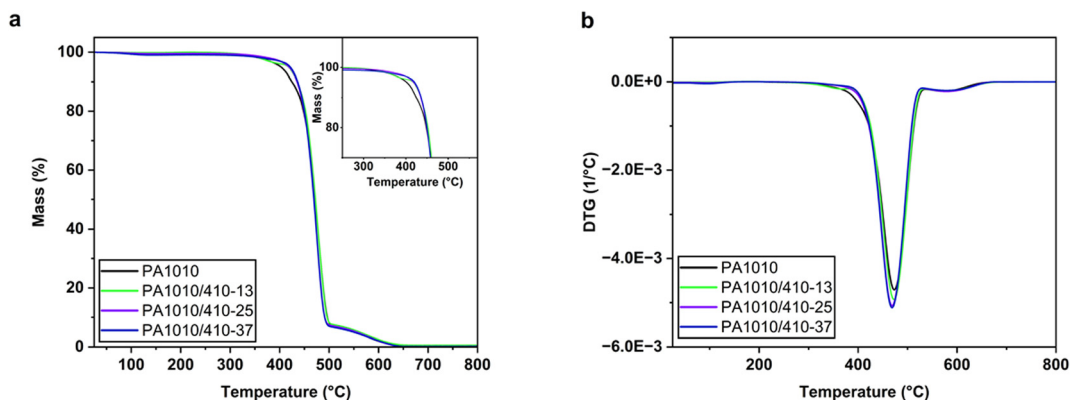 a
Mass (%)
100
80
60
40
20
0
100 200 300 400 500 600 700 800
Temperature (°C)
PA1010
PA1010/410-13
PA1010/410-25
PA1010/410-37
Mass (%)
100
80
300 400 500
Temperature (°C)
b
DTG (1/°C)
0.0E+0
−2.0E−3
−4.0E−3
−6.0E−3
200 400 600 800
Temperature (°C)
PA1010
PA1010/410-13
PA1010/410-25
PA1010/410-37